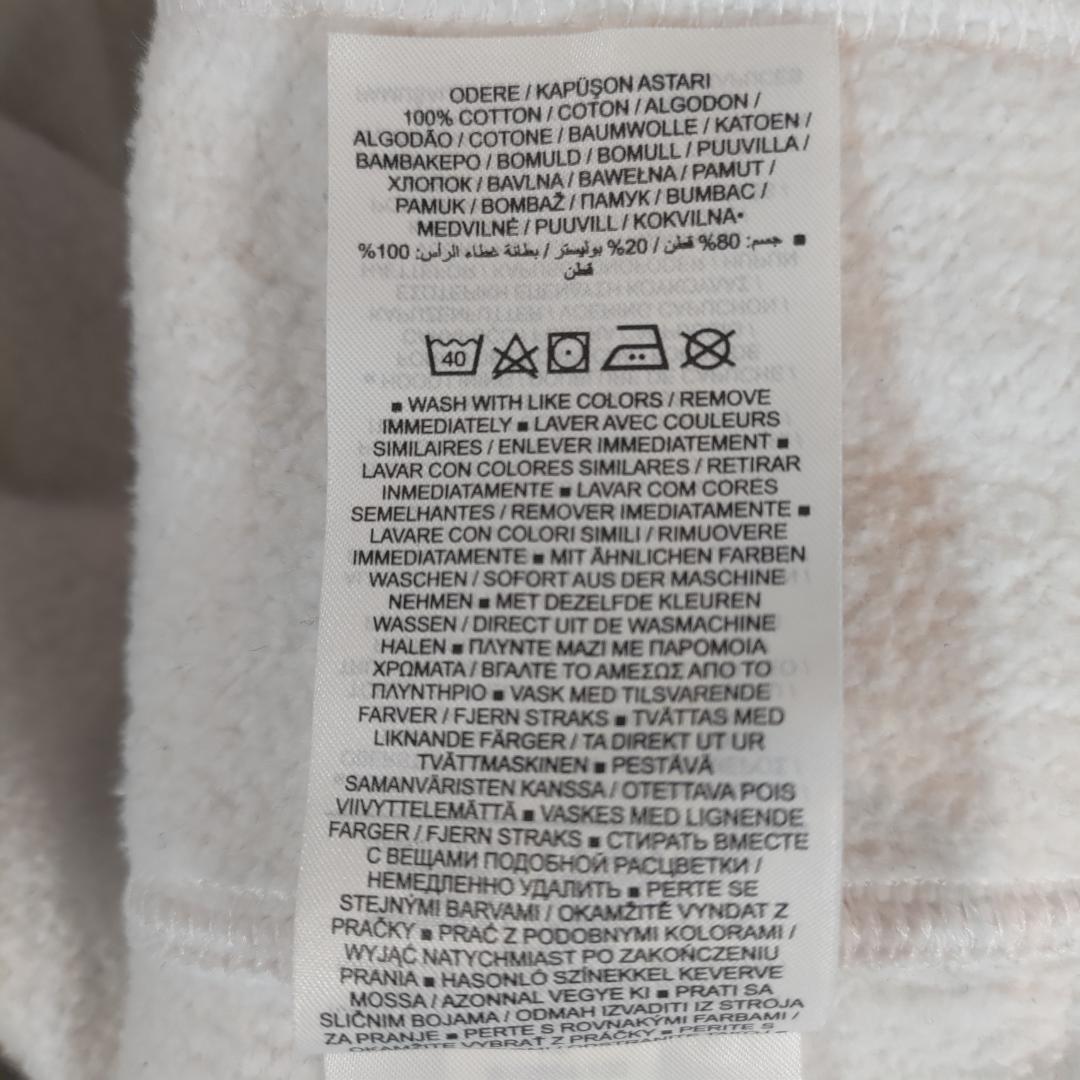 ODERE / KAPÜŞON ASTARI
100% COTTON / COTON / ALGODON /
ALGODÃO / COTONE / BAUMWOLLE / KATOEN /
ΒΑΜΒΑΚΕΡΟ / BOMULD / BOMULL / PUUVILLA /
ХЛОПОК / BAVLNA / BAWEŁNA / PAMUT /
PAMUK / BOMBAŽ / ПАМУК / BUMBAC /
MEDVILNĖ / PUUVILL / KOKVILNA•
■ جسم: 80% قطن / 20% بوليستر / بطانة غطاء الرأس: 100%
قطن
40
■ WASH WITH LIKE COLORS / REMOVE
IMMEDIATELY ■ LAVER AVEC COULEURS
SIMILAIRES / ENLEVER IMMEDIATEMENT ■
LAVAR CON COLORES SIMILARES / RETIRAR
INMEDIATAMENTE ■ LAVAR COM CORES
SEMELHANTES / REMOVER IMEDIATAMENTE ■
LAVARE CON COLORI SIMILI / RIMUOVERE
IMMEDIATAMENTE ■ MIT ÄHNLICHEN FARBEN
WASCHEN / SOFORT AUS DER MASCHINE
NEHMEN ■ MET DEZELFDE KLEUREN
WASSEN / DIRECT UIT DE WASMACHINE
HALEN ■ ΠΛΥΝΤΕ ΜΑΖΙ ΜΕ ΠΑΡΟΜΟΙΑ
ΧΡΩΜΑΤΑ / ΒΓΑΛΤΕ ΤΟ ΑΜΕΣΩΣ ΑΠΟ ΤΟ
ΠΛΥΝΤΗΡΙΟ ■ VASK MED TILSVARENDE
FARVER / FJERN STRAKS ■ TVÄTTAS MED
LIKNANDE FÄRGER / TA DIREKT UT UR
TVÄTTMASKINEN ■ PESTÄVÄ
SAMANVÄRISTEN KANSSA / OTETTAVA POIS
VIIVYTTELEMÄTTÄ ■ VASKES MED LIGNENDE
FARGER / FJERN STRAKS ■ СТИРАТЬ ВМЕСТЕ
С ВЕЩАМИ ПОДОБНОЙ РАСЦВЕТКИ /
НЕМЕДЛЕННО УДАЛИТЬ ■ PERTE SE
STEJNÝMI BARVAMI / OKAMŽITĚ VYNDAT Z
PRAČKY ■ PRAĆ Z PODOBNYMI KOLORAMI /
WYJĄĆ NATYCHMIAST PO ZAKOŃCZENIU
PRANIA ■ HASONLÓ SZÍNEKKEL KEVERVE
MOSSA / AZONNAL VEGYE KI ■ PRATI SA
SLIČNIM BOJAMA / ODMAH IZVADITI IZ STROJA
ZA PRANJE ■ PERTE S ROVNAKÝMI FARBAMI /
OKAMŽITE VYBRAŤ Z PRÁČKY ■ PERITE S